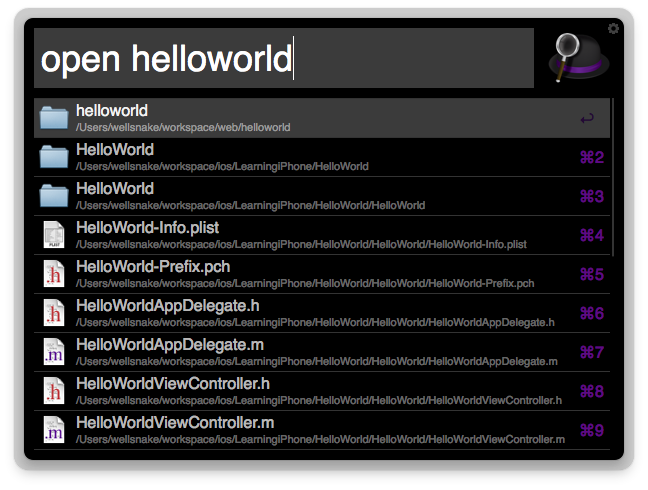 open helloworld
helloworld
/Users/wellsnake/workspace/web/helloworld
↩
HelloWorld
/Users/wellsnake/workspace/ios/LearningiPhone/HelloWorld
⌘2
HelloWorld
/Users/wellsnake/workspace/ios/LearningiPhone/HelloWorld/HelloWorld
⌘3
PLIST
HelloWorld-Info.plist
/Users/wellsnake/workspace/ios/LearningiPhone/HelloWorld/HelloWorld/HelloWorld-Info.plist
⌘4
.h
HelloWorld-Prefix.pch
/Users/wellsnake/workspace/ios/LearningiPhone/HelloWorld/HelloWorld/HelloWorld-Prefix.pch
⌘5
.h
HelloWorldAppDelegate.h
/Users/wellsnake/workspace/ios/LearningiPhone/HelloWorld/HelloWorld/HelloWorldAppDelegate.h
⌘6
.m
HelloWorldAppDelegate.m
/Users/wellsnake/workspace/ios/LearningiPhone/HelloWorld/HelloWorld/HelloWorldAppDelegate.m
⌘7
.h
HelloWorldViewController.h
/Users/wellsnake/workspace/ios/LearningiPhone/HelloWorld/HelloWorld/HelloWorldViewController.h
⌘8
.m
HelloWorldViewController.m
/Users/wellsnake/workspace/ios/LearningiPhone/HelloWorld/HelloWorld/HelloWorldViewController.m
⌘9